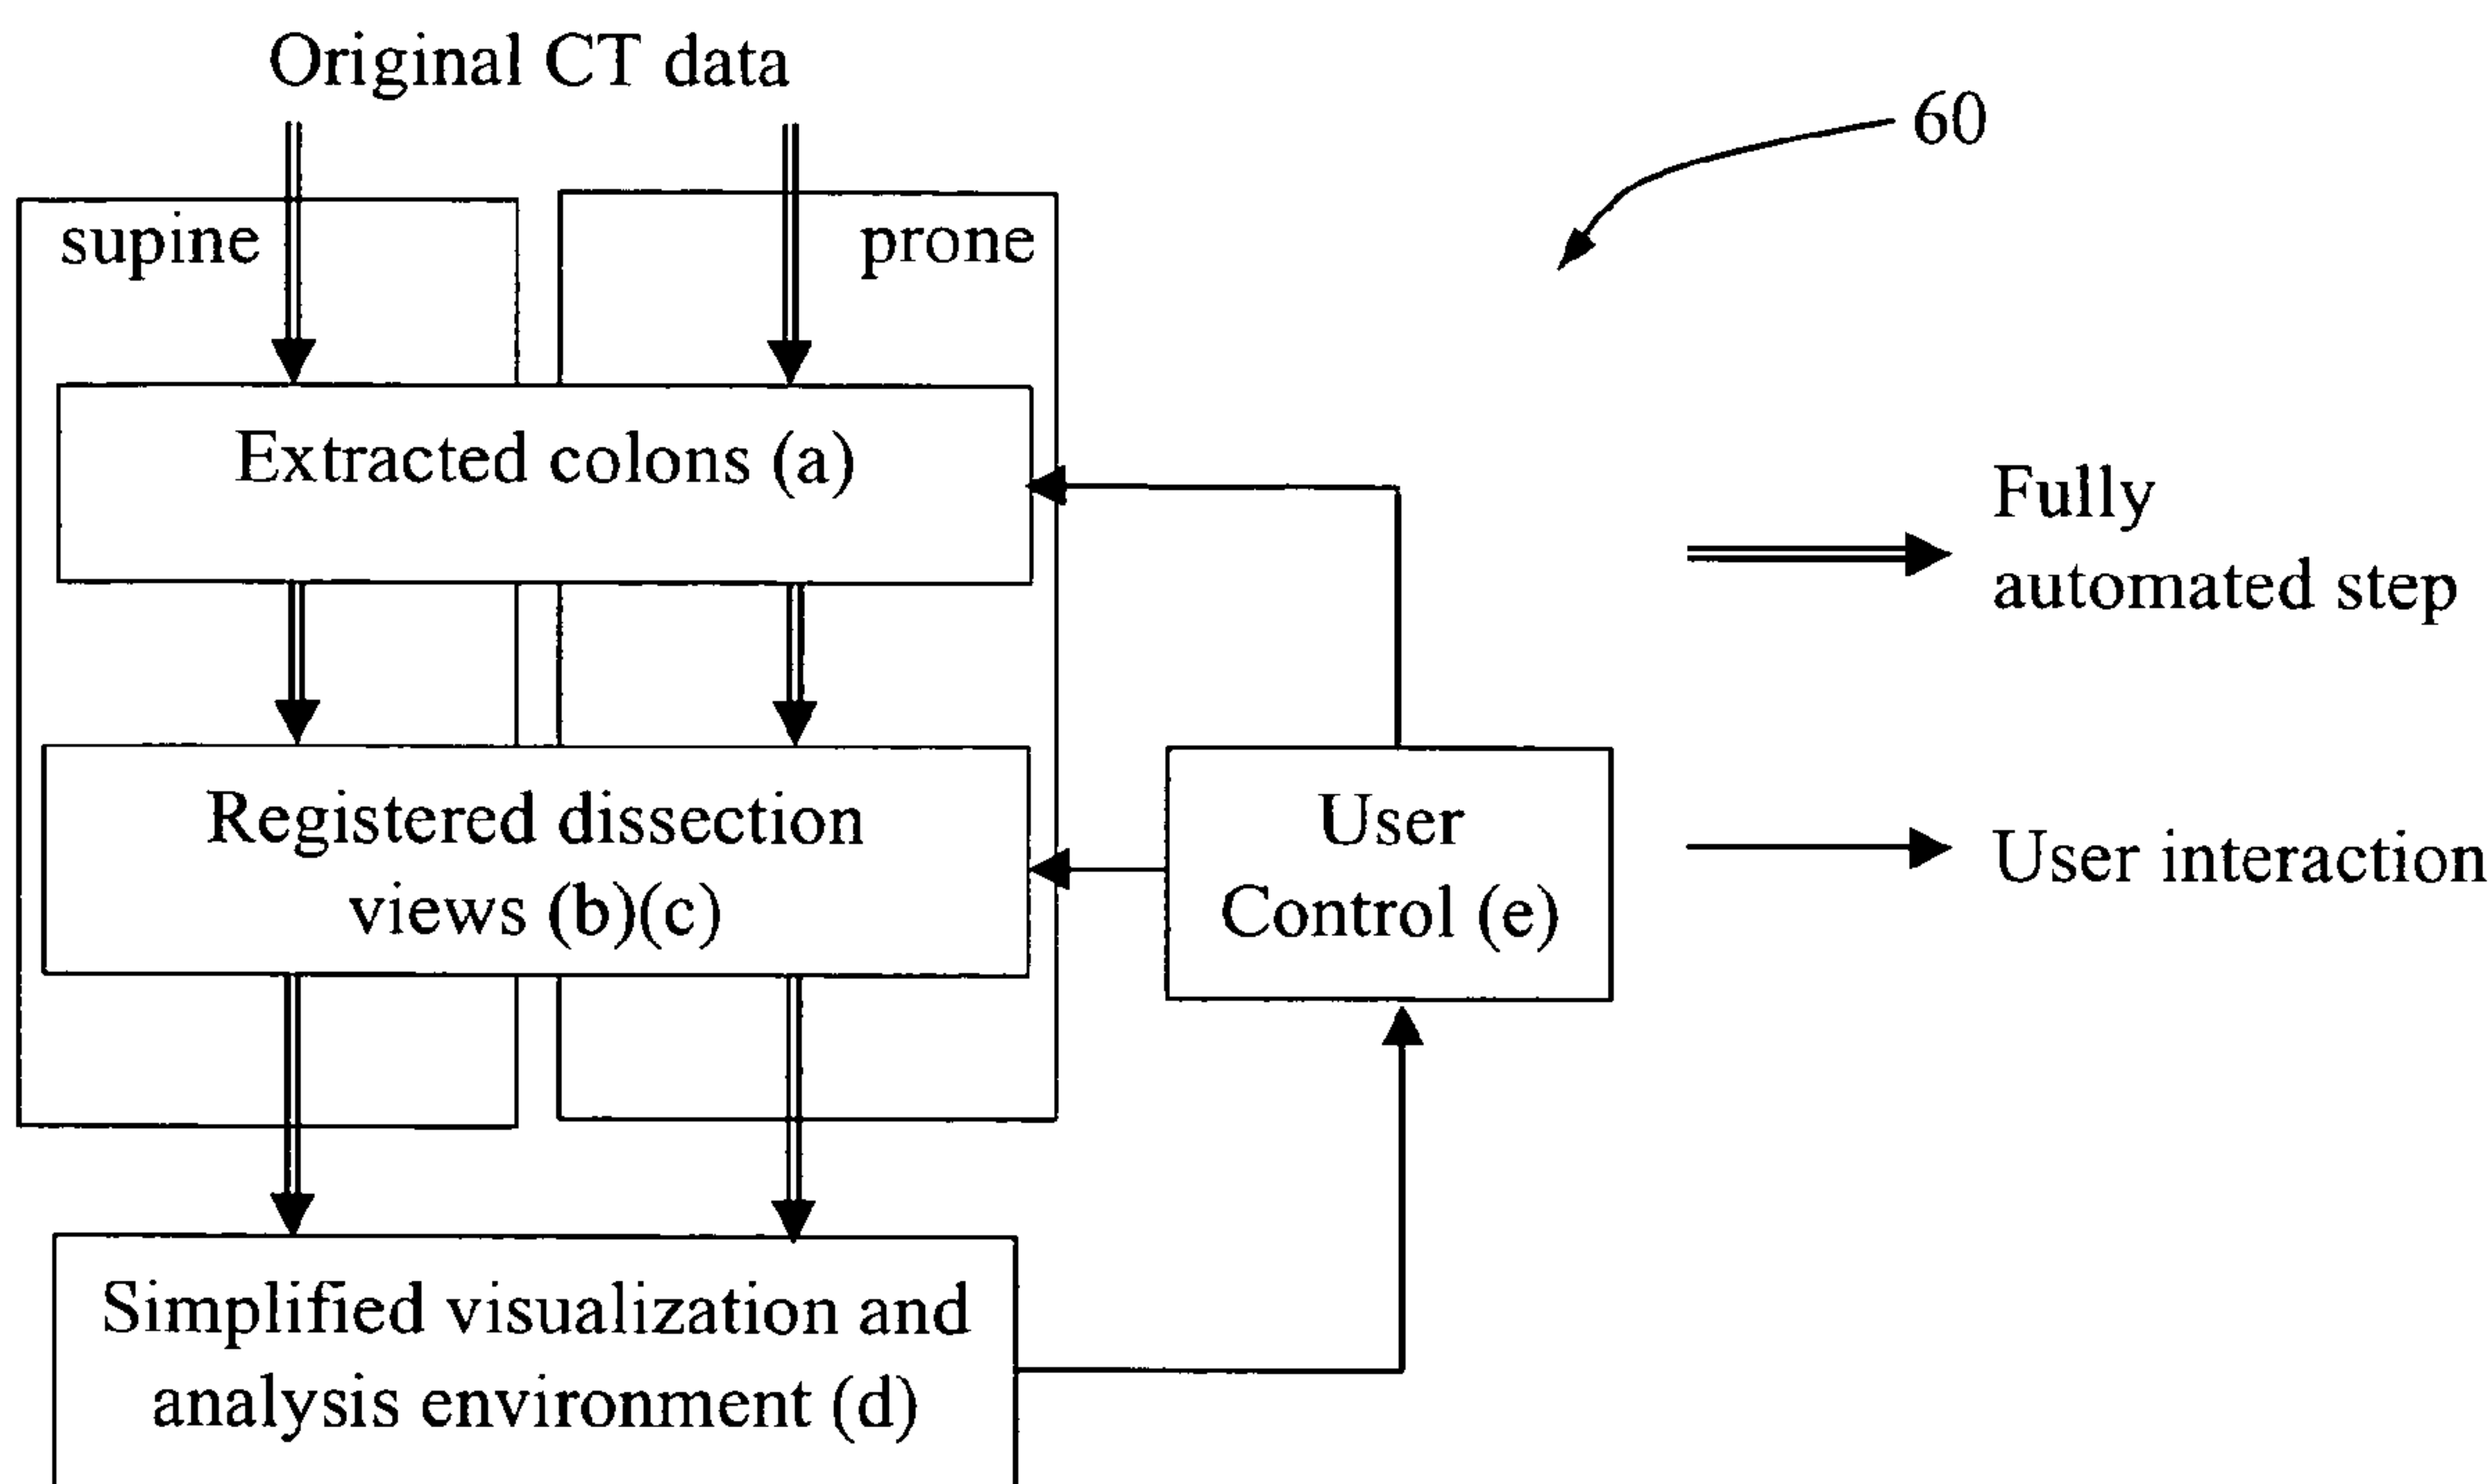 Original CT data
60
supine
prone
Extracted colons (a)
Fully
automated step
Registered dissection
views (b)(c)
User
Control (e)
User interaction
Simplified visualization and
analysis environment (d)